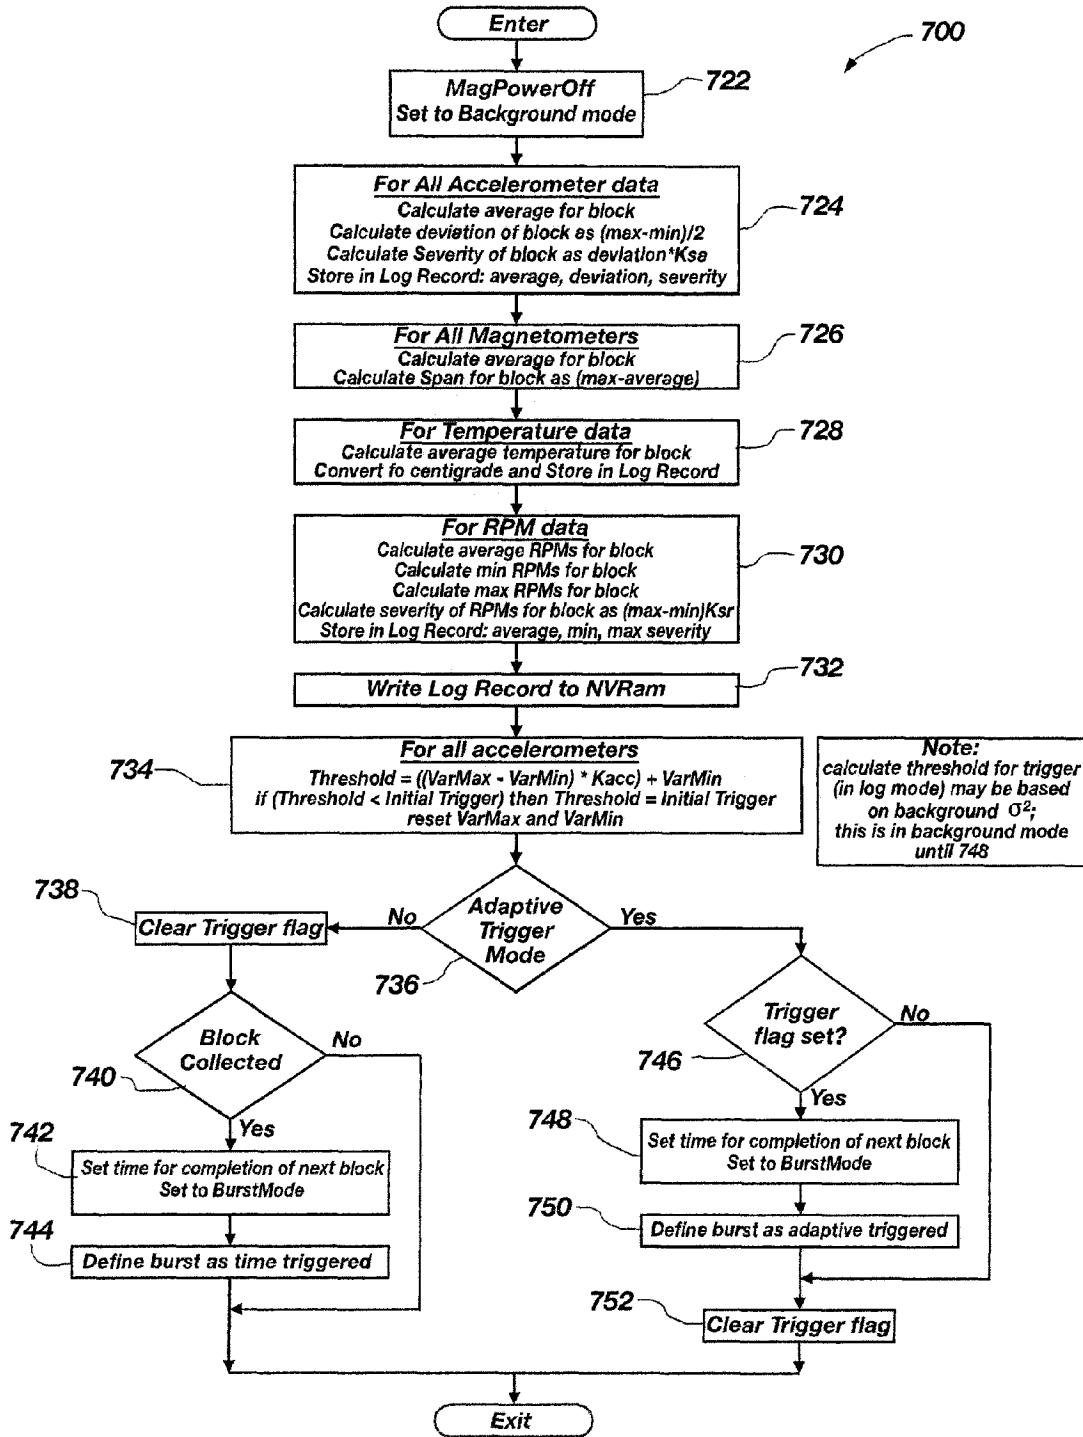 Enter
700
MagPowerOff
Set to Background mode
722
For All Accelerometer data
Calculate average for block
Calculate deviation of block as (max-min)/2
Calculate Severity of block as deviation*Ksa
Store in Log Record: average, deviation, severity
724
For All Magnetometers
Calculate average for block
Calculate Span for block as (max-average)
726
For Temperature data
Calculate average temperature for block
Convert fo centigrade and Store in Log Record
728
For RPM data
Calculate average RPMs for block
Calculate min RPMs for block
Calculate max RPMs for block
Calculate severity of RPMs for block as (max-min)Ksr
Store in Log Record: average, min, max severity
730
Write Log Record to NVRam
732
734
For all accelerometers
Threshold = ((VarMax - VarMin) * Kacc) + VarMin
if (Threshold < Initial Trigger) then Threshold = Initial Trigger
reset VarMax and VarMin
Note:
calculate threshold for trigger
(in log mode) may be based
on background σ²;
this is in background mode
until 748
Adaptive
Trigger
Mode
736
No
Yes
738
Clear Trigger flag
Block
Collected
740
No
Yes
742
Set time for completion of next block
Set to BurstMode
744
Define burst as time triggered
Trigger
flag set?
746
No
Yes
748
Set time for completion of next block
Set to BurstMode
750
Define burst as adaptive triggered
752
Clear Trigger flag
Exit